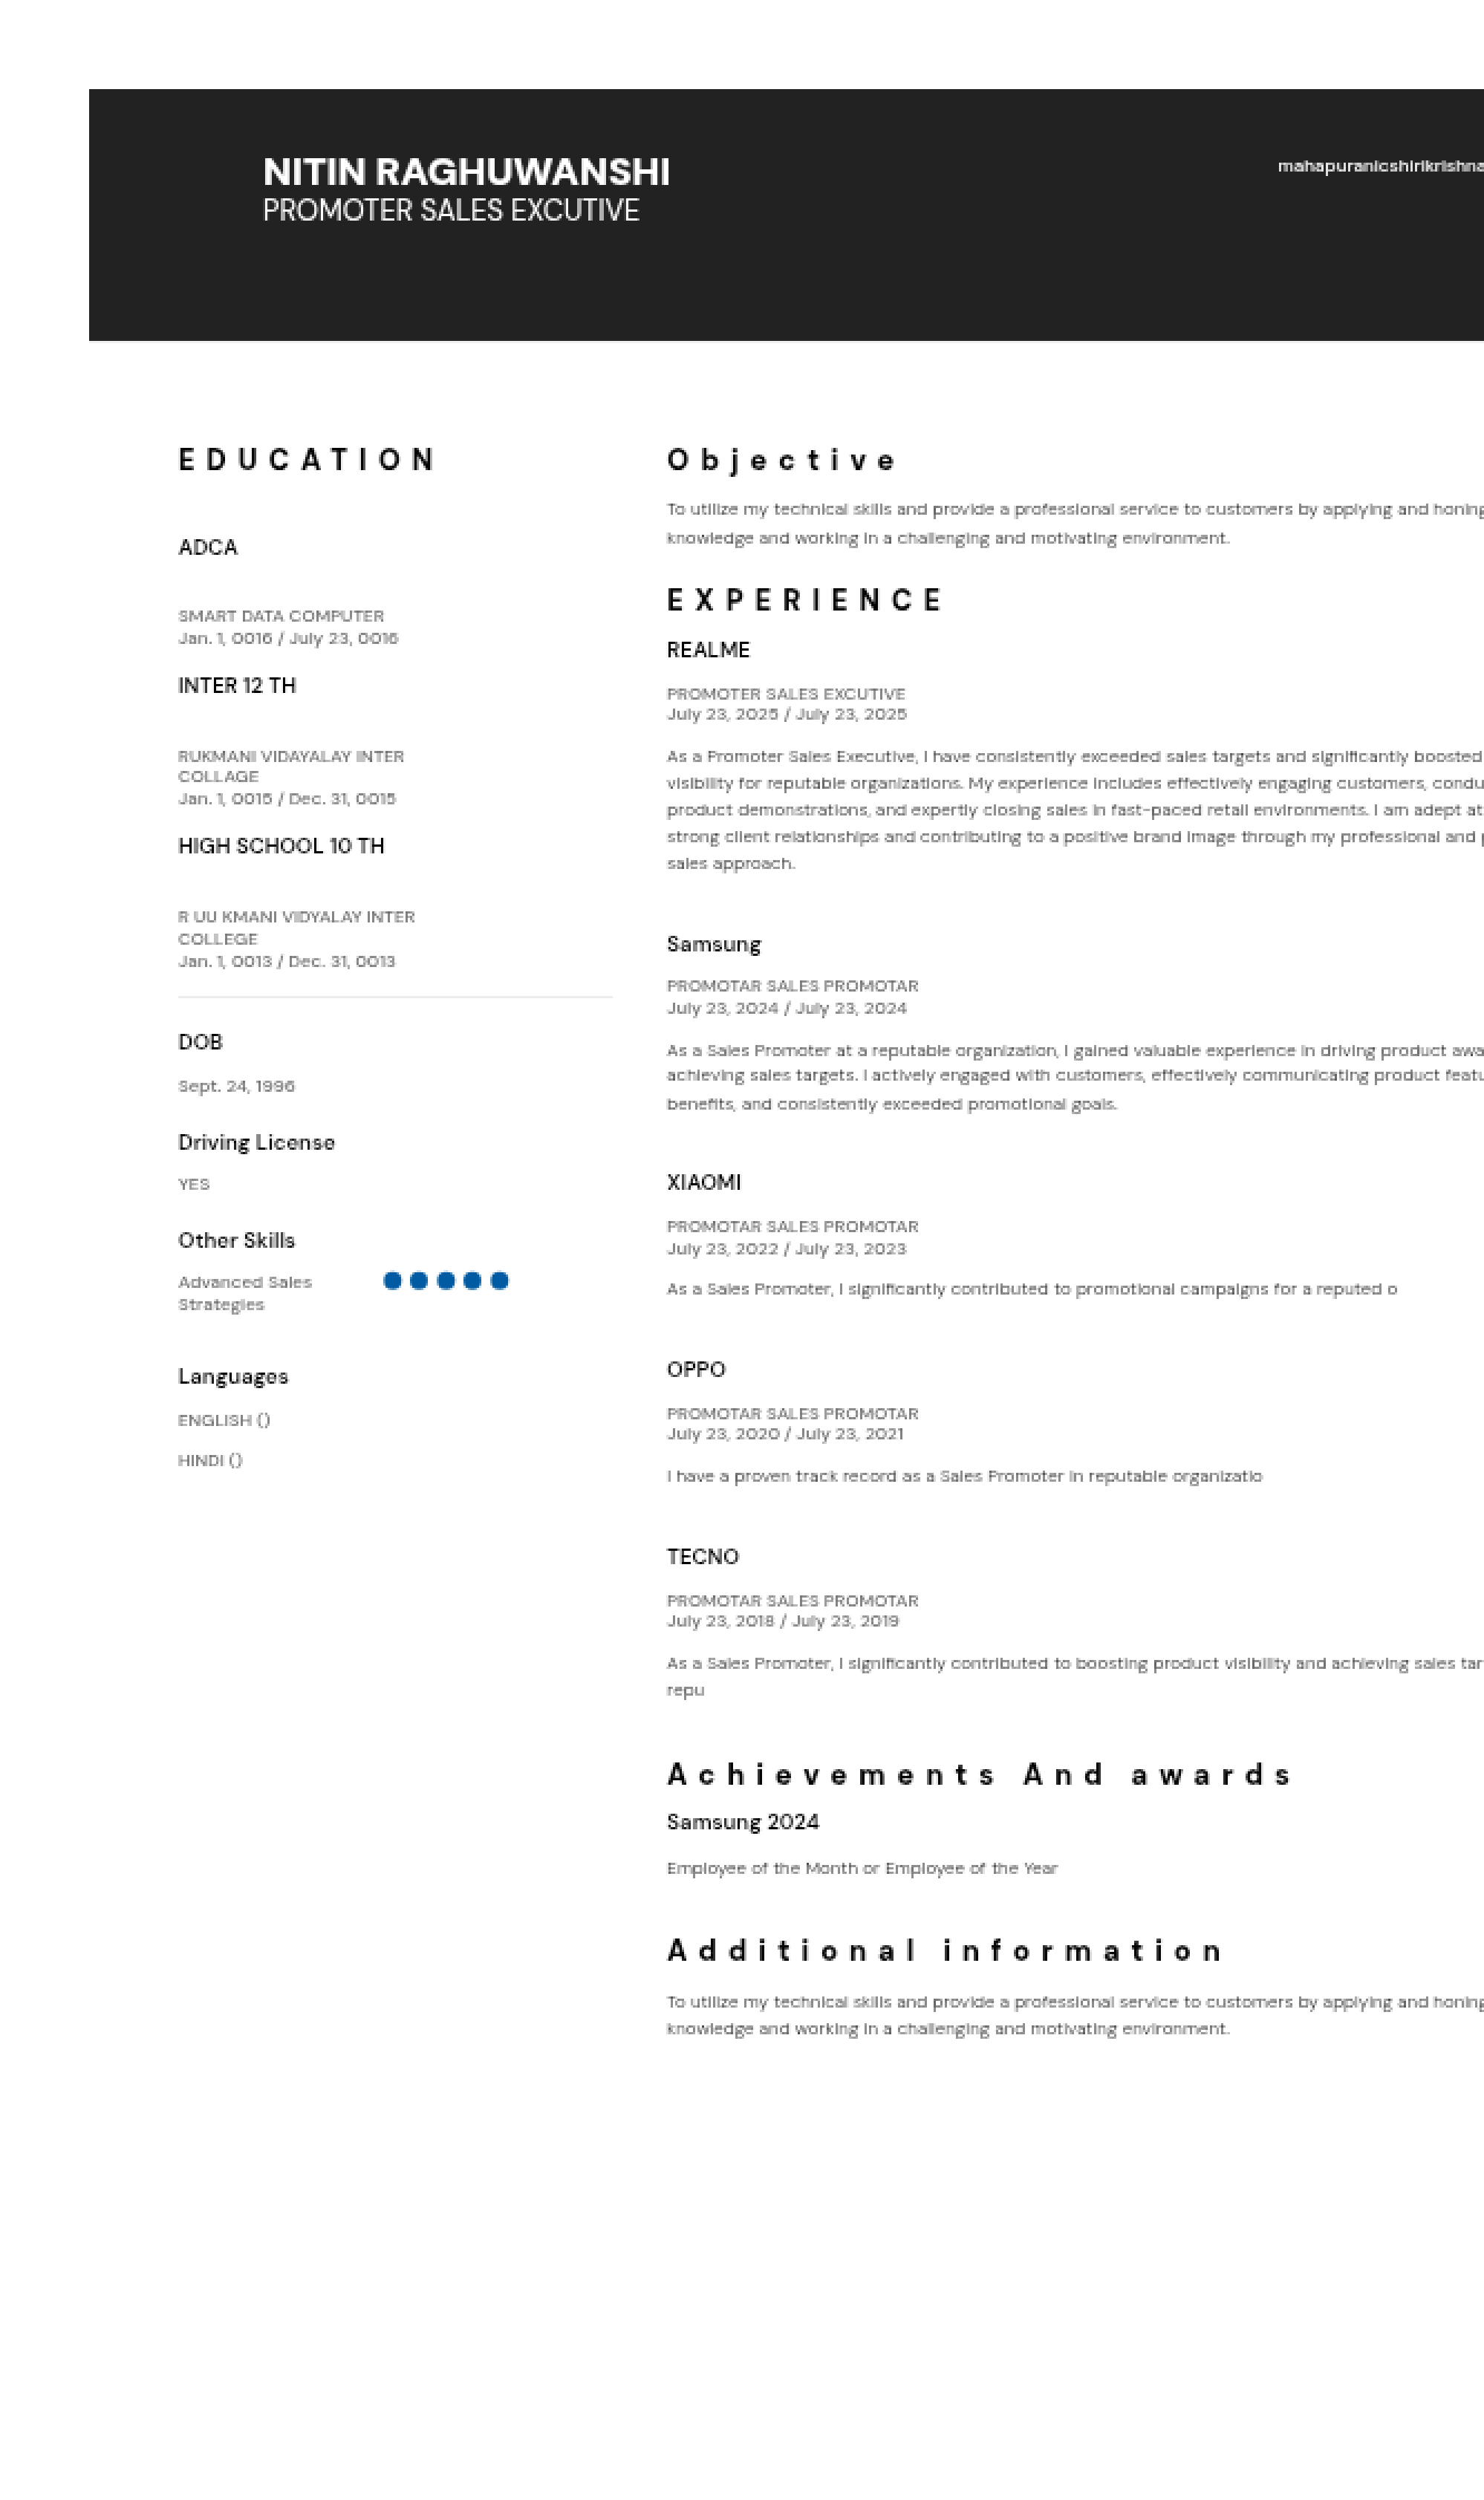 NITIN RAGHUWANSHI
PROMOTER SALES EXCUTIVE
mahapuranicshirikrishna
EDUCATION
ADCA
SMART DATA COMPUTER
Jan. 1, 0016 / July 23, 0016
INTER 12 TH
RUKMANI VIDAYALAY INTER
COLLAGE
Jan. 1, 0015 / Dec. 31, 0015
HIGH SCHOOL 10 TH
R UU KMANI VIDYALAY INTER
COLLEGE
Jan. 1, 0013 / Dec. 31, 0013
DOB
Sept. 24, 1996
Driving License
YES
Other Skills
Advanced Sales
Strategies
Languages
ENGLISH ()
HINDI ()
Objective
To utilize my technical skills and provide a professional service to customers by applying and honing
knowledge and working in a challenging and motivating environment.
EXPERIENCE
REALME
PROMOTER SALES EXCUTIVE
July 23, 2025 / July 23, 2025
As a Promoter Sales Executive, I have consistently exceeded sales targets and significantly boosted
visibility for reputable organizations. My experience includes effectively engaging customers, condu
product demonstrations, and expertly closing sales in fast-paced retail environments. I am adept at
strong client relationships and contributing to a positive brand image through my professional and
sales approach.
Samsung
PROMOTAR SALES PROMOTAR
July 23, 2024 / July 23, 2024
As a Sales Promoter at a reputable organization, I gained valuable experience in driving product awa
achieving sales targets. I actively engaged with customers, effectively communicating product featu
benefits, and consistently exceeded promotional goals.
XIAOMI
PROMOTAR SALES PROMOTAR
July 23, 2022 / July 23, 2023
As a Sales Promoter, I significantly contributed to promotional campaigns for a reputed o
OPPO
PROMOTAR SALES PROMOTAR
July 23, 2020 / July 23, 2021
I have a proven track record as a Sales Promoter in reputable organizatio
TECNO
PROMOTAR SALES PROMOTAR
July 23, 2018 / July 23, 2019
As a Sales Promoter, I significantly contributed to boosting product visibility and achieving sales tar
repu
Achievements And awards
Samsung 2024
Employee of the Month or Employee of the Year
Additional information
To utilize my technical skills and provide a professional service to customers by applying and honing
knowledge and working in a challenging and motivating environment.